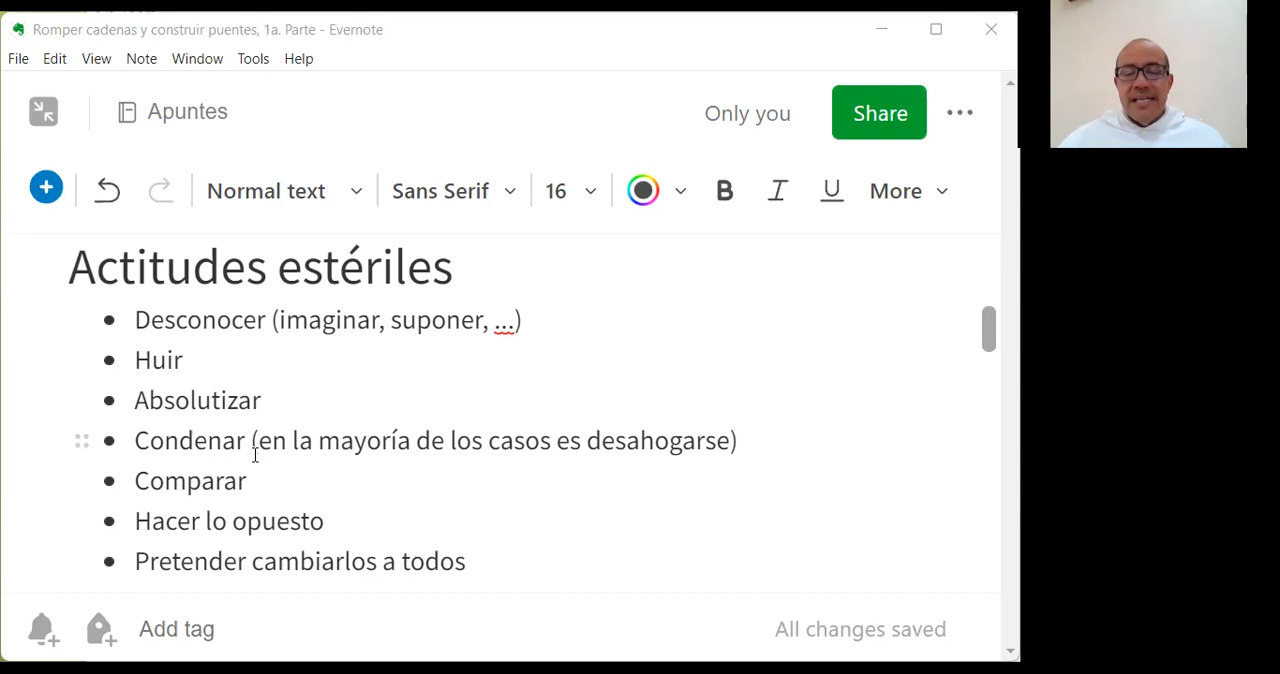 Romper cadenas y construir puentes, 1a. Parte - Evernote
File Edit View Note Window Tools Help
Apuntes Only you Share
Normal text Sans Serif 16 B I U More
Actitudes estériles
• Desconocer (imaginar, suponer, ...)
• Huir
• Absolutizar
• Condenar (en la mayoría de los casos es desahogarse)
• Comparar
• Hacer lo opuesto
• Pretender cambiarlos a todos
Add tag All changes saved